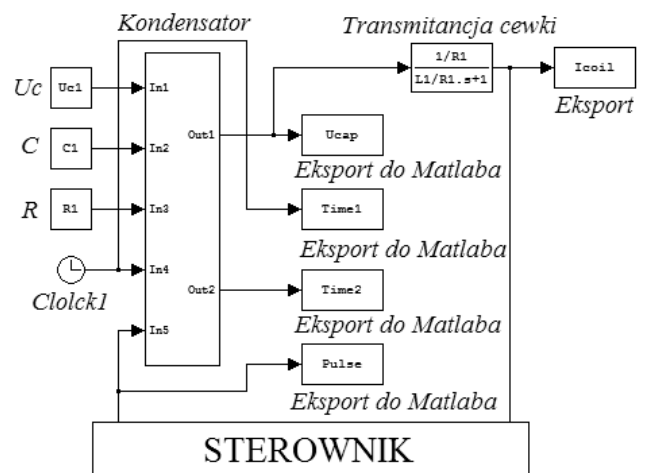 Kondensator
Transmitancja cewki
Uc
Uc1
In1
1/R1
L1/R1.s+1
Icoil
Eksport
Out1
Ucap
Eksport do Matlaba
C
C1
In2
R
R1
In3
Time1
Eksport do Matlaba
Clolck1
In4
Out2
Time2
Eksport do Matlaba
In5
Pulse
Eksport do Matlaba
STEROWNIK